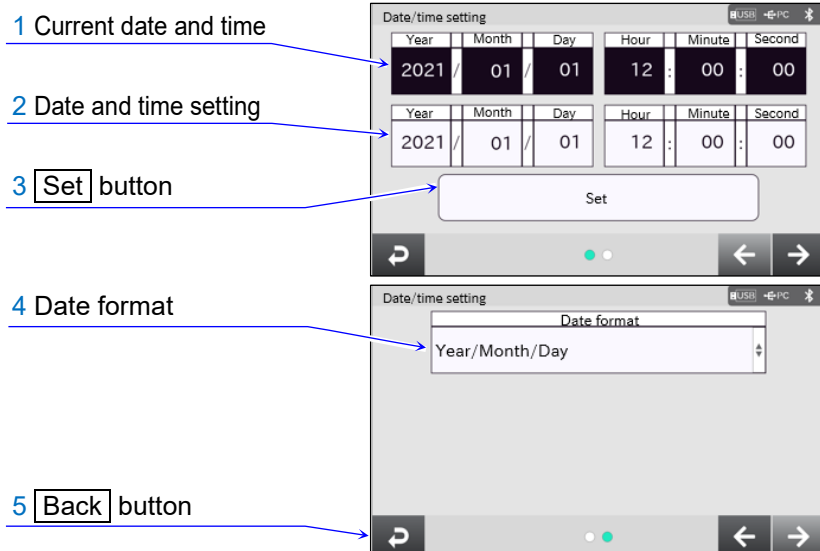 1 Current date and time
2 Date and time setting
3 Set button
Date/time setting USB PC
Year Month Day Hour Minute Second
2021 / 01 / 01 12 : 00 : 00
Year Month Day Hour Minute Second
2021 / 01 / 01 12 : 00 : 00
Set
4 Date format
5 Back button
Date/time setting USB PC
Date format
Year/Month/Day